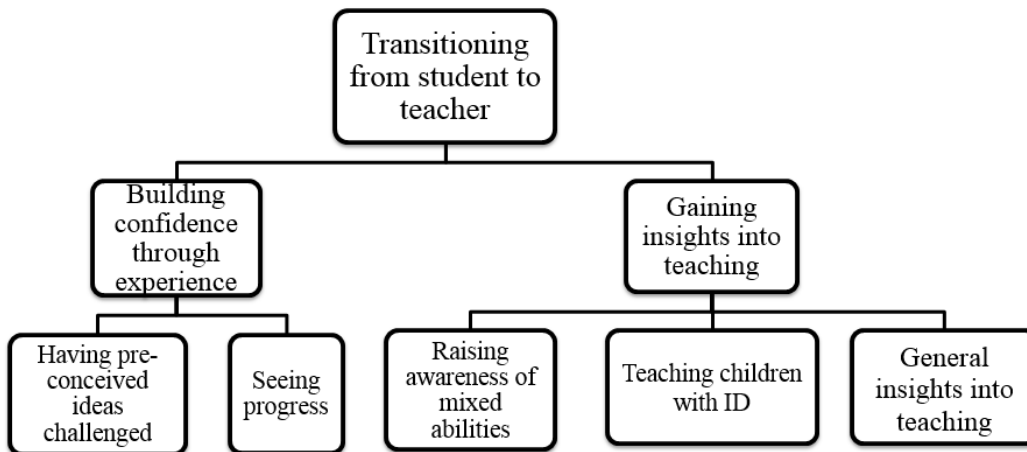 Transitioning
from student to
teacher
Building
confidence
through
experience
Gaining
insights into
teaching
Having pre-
conceived
ideas
challenged
Seeing
progress
Raising
awareness of
mixed
abilities
Teaching children
with ID
General
insights into
teaching